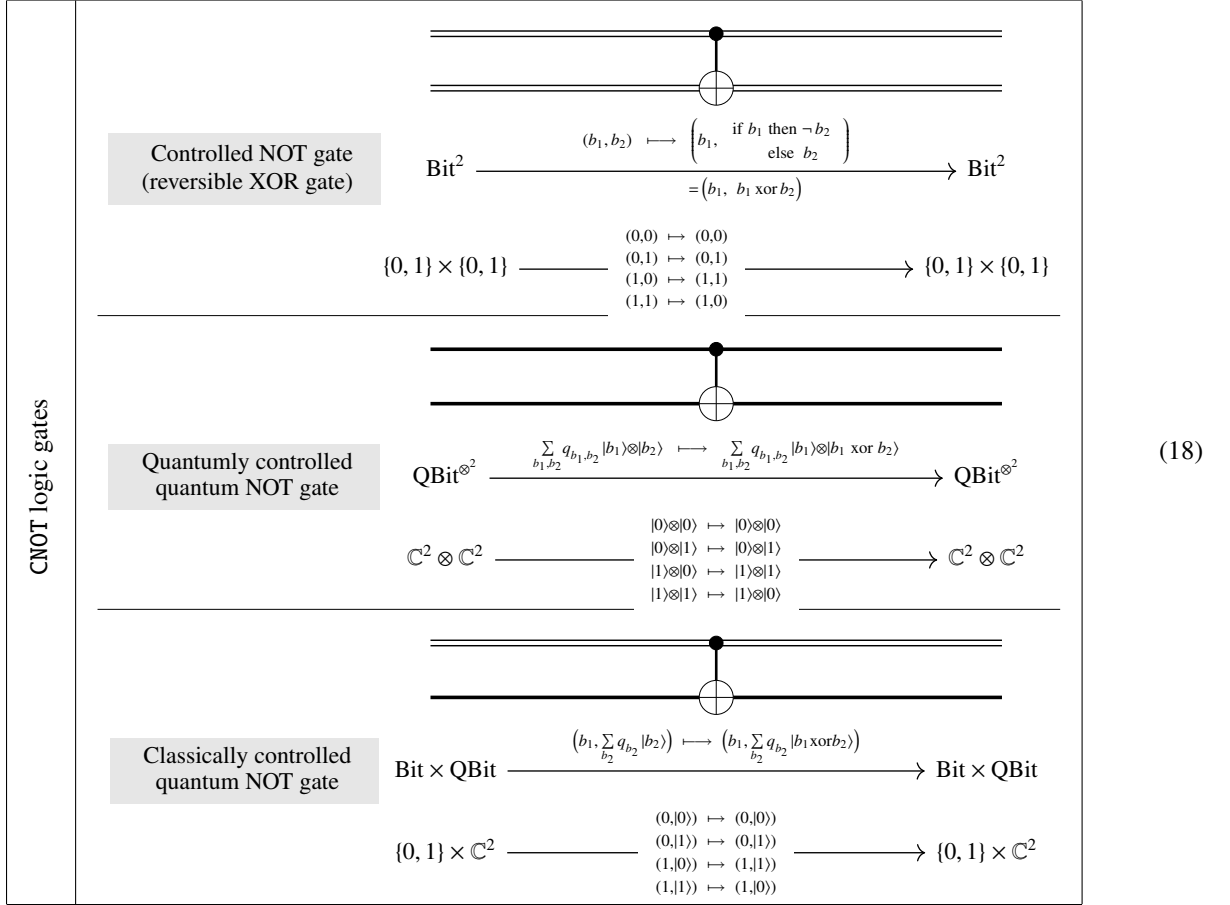 CNOT logic gates
Controlled NOT gate
(reversible XOR gate)
(b₁, b₂) ⟼ (b₁, if b₁ then ¬ b₂
else b₂)
Bit² → Bit²
= (b₁, b₁ xor b₂)
(0,0) ↦ (0,0)
(0,1) ↦ (0,1)
{0, 1} × {0, 1} → {0, 1} × {0, 1}
(1,0) ↦ (1,1)
(1,1) ↦ (1,0)
Quantumly controlled
quantum NOT gate
∑_{b₁,b₂} q_{b₁,b₂} |b₁⟩⊗|b₂⟩ ⟼ ∑_{b₁,b₂} q_{b₁,b₂} |b₁⟩⊗|b₁ xor b₂⟩
QBit^{⊗²} → QBit^{⊗²}
|0⟩⊗|0⟩ ↦ |0⟩⊗|0⟩
|0⟩⊗|1⟩ ↦ |0⟩⊗|1⟩
ℂ² ⊗ ℂ² → ℂ² ⊗ ℂ²
|1⟩⊗|0⟩ ↦ |1⟩⊗|1⟩
|1⟩⊗|1⟩ ↦ |1⟩⊗|0⟩
Classically controlled
quantum NOT gate
(b₁, ∑_{b₂} q_{b₂} |b₂⟩) ⟼ (b₁, ∑_{b₂} q_{b₂} |b₁xorb₂⟩)
Bit × QBit → Bit × QBit
(0,|0⟩) ↦ (0,|0⟩)
(0,|1⟩) ↦ (0,|1⟩)
{0, 1} × ℂ² → {0, 1} × ℂ²
(1,|0⟩) ↦ (1,|1⟩)
(1,|1⟩) ↦ (1,|0⟩)
(18)